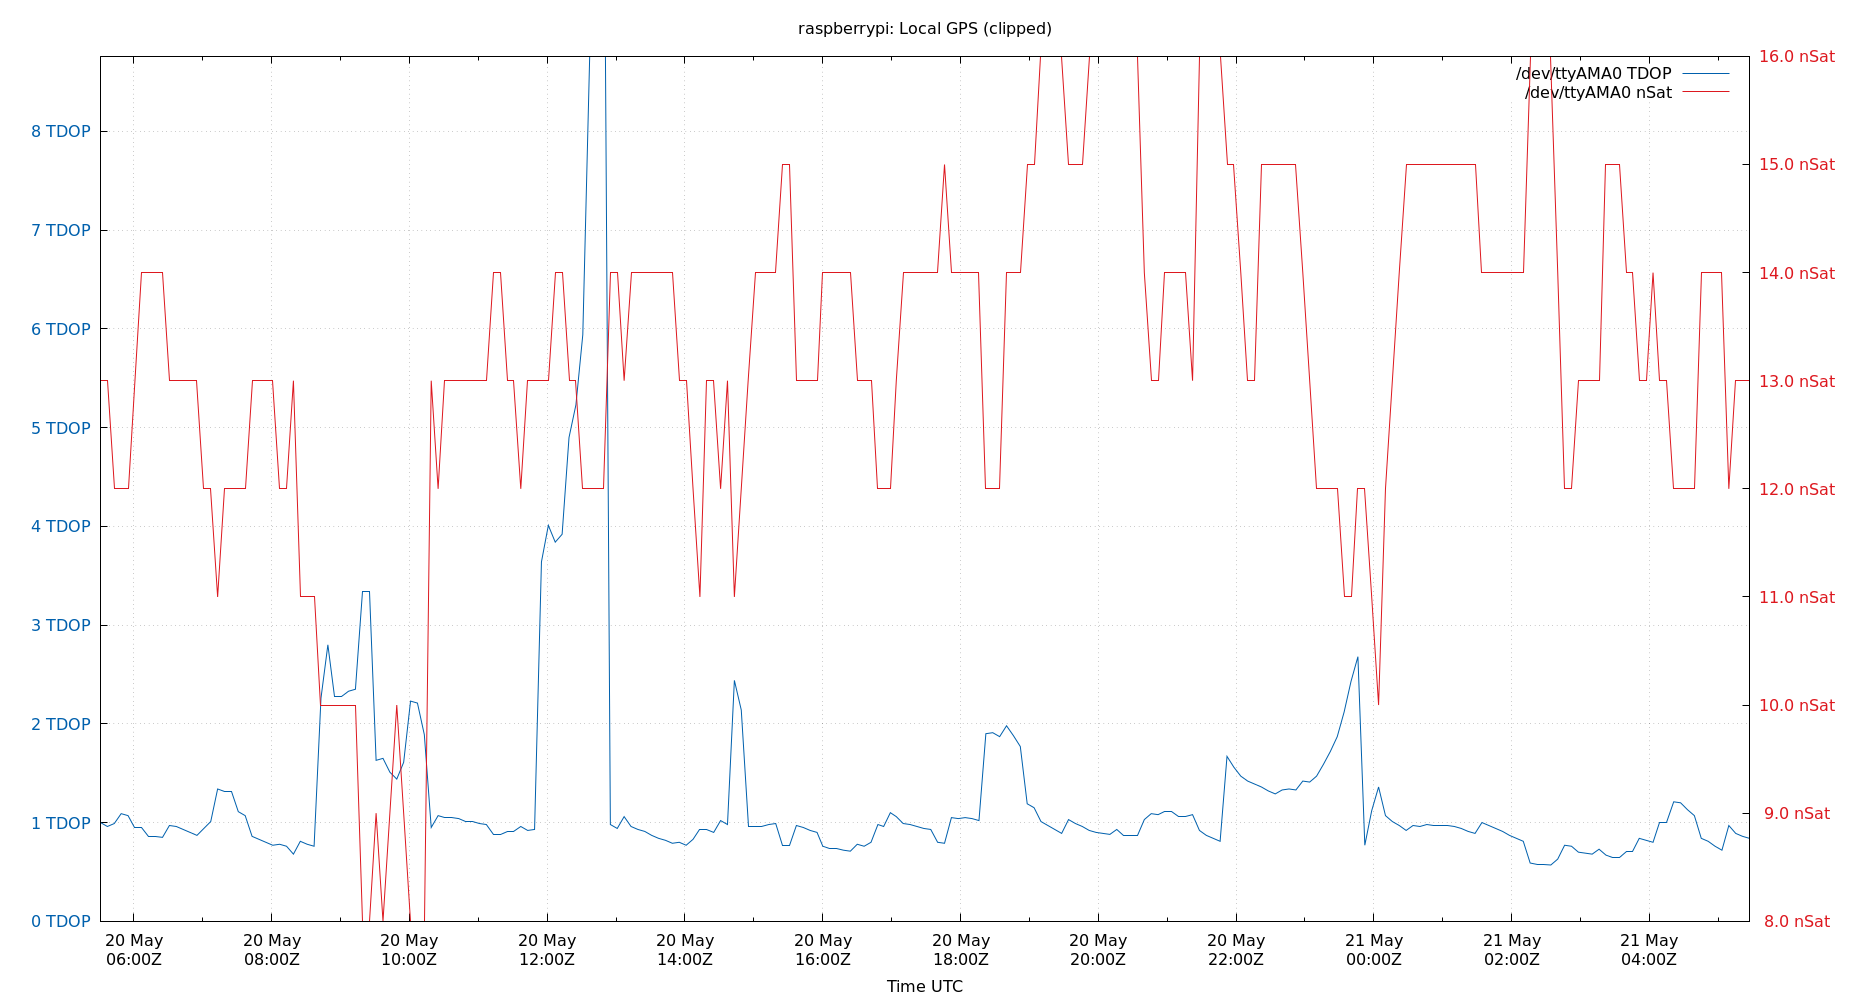 raspberrypi: Local GPS (clipped)
/dev/ttyAMA0 TDOP
/dev/ttyAMA0 nSat
8 TDOP
7 TDOP
6 TDOP
5 TDOP
4 TDOP
3 TDOP
2 TDOP
1 TDOP
0 TDOP
16.0 nSat
15.0 nSat
14.0 nSat
13.0 nSat
12.0 nSat
11.0 nSat
10.0 nSat
9.0 nSat
8.0 nSat
20 May
06:00Z
20 May
08:00Z
20 May
10:00Z
20 May
12:00Z
20 May
14:00Z
20 May
16:00Z
20 May
18:00Z
20 May
20:00Z
20 May
22:00Z
21 May
00:00Z
21 May
02:00Z
21 May
04:00Z
Time UTC